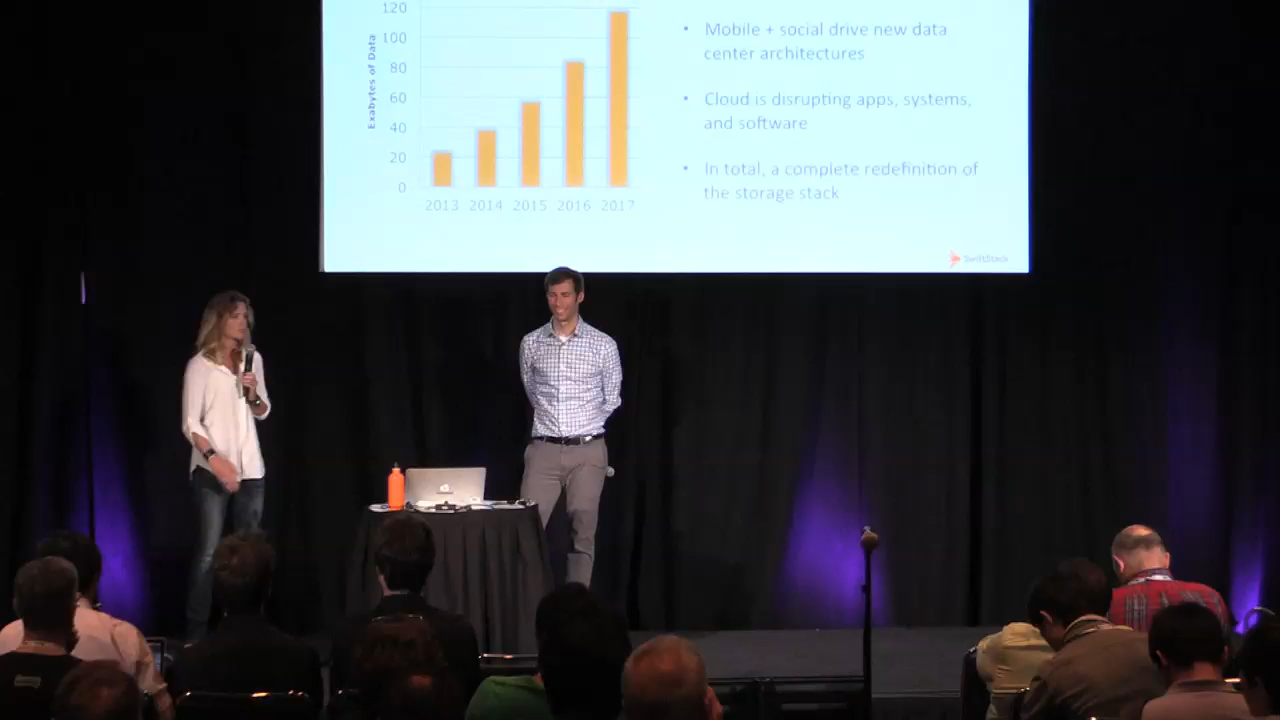 120
100
80
60
40
20
0
Exabytes of Data
2013 2014 2015 2016 2017
• Mobile + social drive new data
center architectures
• Cloud is disrupting apps, systems,
and software
• In total, a complete redefinition of
the storage stack
SwiftStack